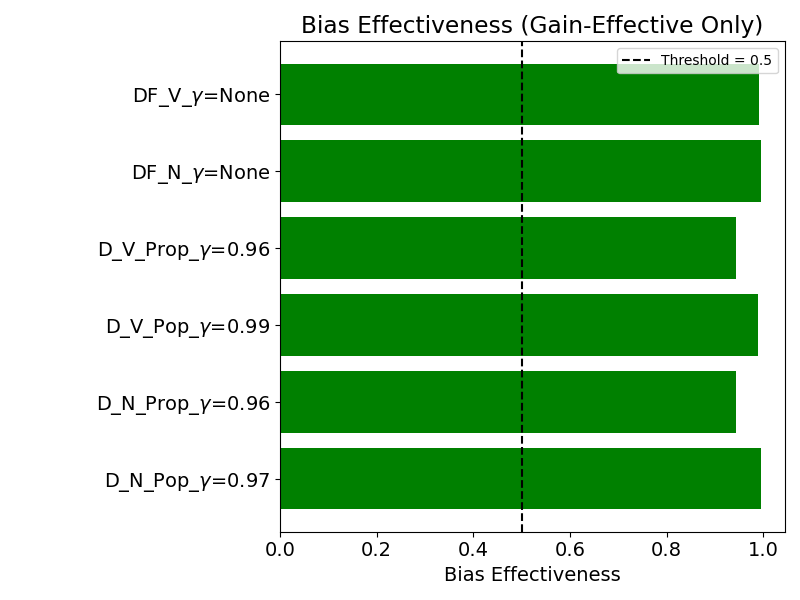 Bias Effectiveness (Gain-Effective Only)
Threshold = 0.5
DF_V_γ=None
DF_N_γ=None
D_V_Prop_γ=0.96
D_V_Pop_γ=0.99
D_N_Prop_γ=0.96
D_N_Pop_γ=0.97
0.0 0.2 0.4 0.6 0.8 1.0
Bias Effectiveness